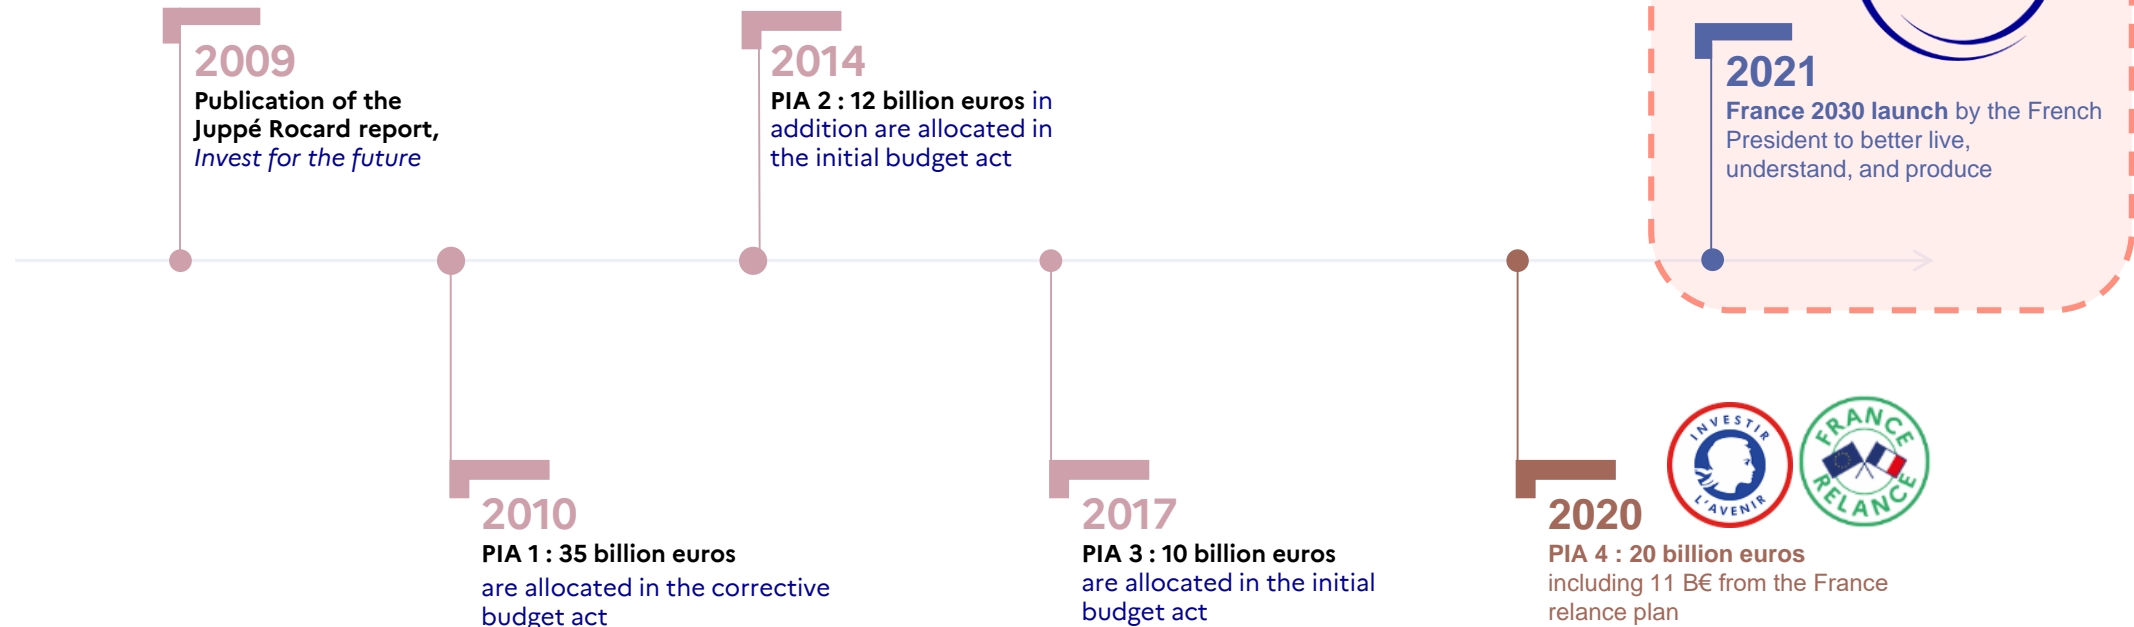 2009
Publication of the
Juppé Rocard report,
Invest for the future
2014
PIA 2 : 12 billion euros in
addition are allocated in
the initial budget act
2021
France 2030 launch by the French
President to better live,
understand, and produce
2010
PIA 1 : 35 billion euros
are allocated in the corrective
budget act
2017
PIA 3 : 10 billion euros
are allocated in the initial
budget act
2020
PIA 4 : 20 billion euros
including 11 B€ from the France
relance plan
INVESTIR
L'AVENIR
FRANCE
RELANCE